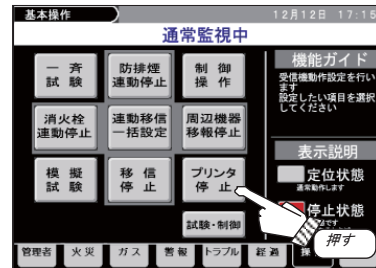 基本操作
12月12日 17:15
通常監視中
一斉
試験
防排煙
連動停止
制御
操作
消火栓
連動停止
連動移信
一括設定
周辺機器
移報停止
模擬
試験
移信
停止
プリンタ
停止
試験・制御
機能ガイド
受信機動作設定を行い
ます
設定したい項目を選択
してください
表示説明
定位状態
通常動作します
停止状態
です
押す
管理者
火災
ガス
警報
トラブル
経過